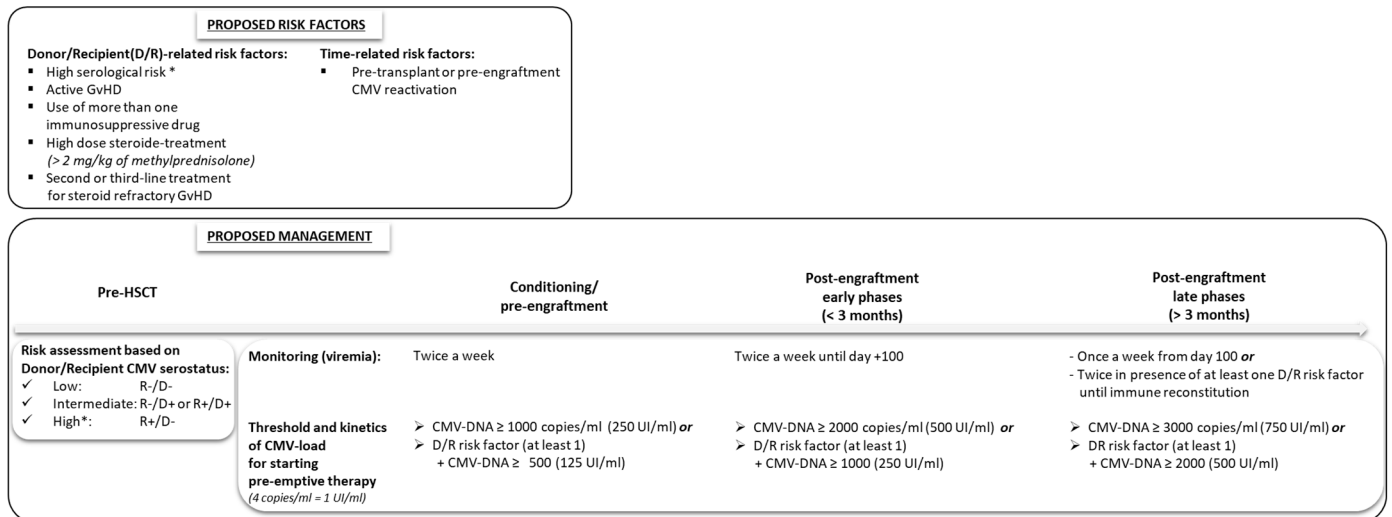 PROPOSED RISK FACTORS
Donor/Recipient(D/R)-related risk factors:
▪ High serological risk *
▪ Active GvHD
▪ Use of more than one
immunosuppressive drug
▪ High dose steroide-treatment
(> 2 mg/kg of methylprednisolone)
▪ Second or third-line treatment
for steroid refractory GvHD
Time-related risk factors:
▪ Pre-transplant or pre-engraftment
CMV reactivation
PROPOSED MANAGEMENT
Pre-HSCT
Conditioning/
pre-engraftment
Post-engraftment
early phases
(< 3 months)
Post-engraftment
late phases
(> 3 months)
Risk assessment based on
Donor/Recipient CMV serostatus:
✓ Low: R-/D-
✓ Intermediate: R-/D+ or R+/D+
✓ High*: R+/D-
Monitoring (viremia):
Twice a week
Twice a week until day +100
- Once a week from day 100 or
- Twice in presence of at least one D/R risk factor
until immune reconstitution
Threshold and kinetics
of CMV-load
for starting
pre-emptive therapy
(4 copies/ml = 1 UI/ml)
➢ CMV-DNA ≥ 1000 copies/ml (250 UI/ml) or
➢ D/R risk factor (at least 1)
+ CMV-DNA ≥ 500 (125 UI/ml)
➢ CMV-DNA ≥ 2000 copies/ml (500 UI/ml) or
➢ D/R risk factor (at least 1)
+ CMV-DNA ≥ 1000 (250 UI/ml)
➢ CMV-DNA ≥ 3000 copies/ml (750 UI/ml) or
➢ DR risk factor (at least 1)
+ CMV-DNA ≥ 2000 (500 UI/ml)